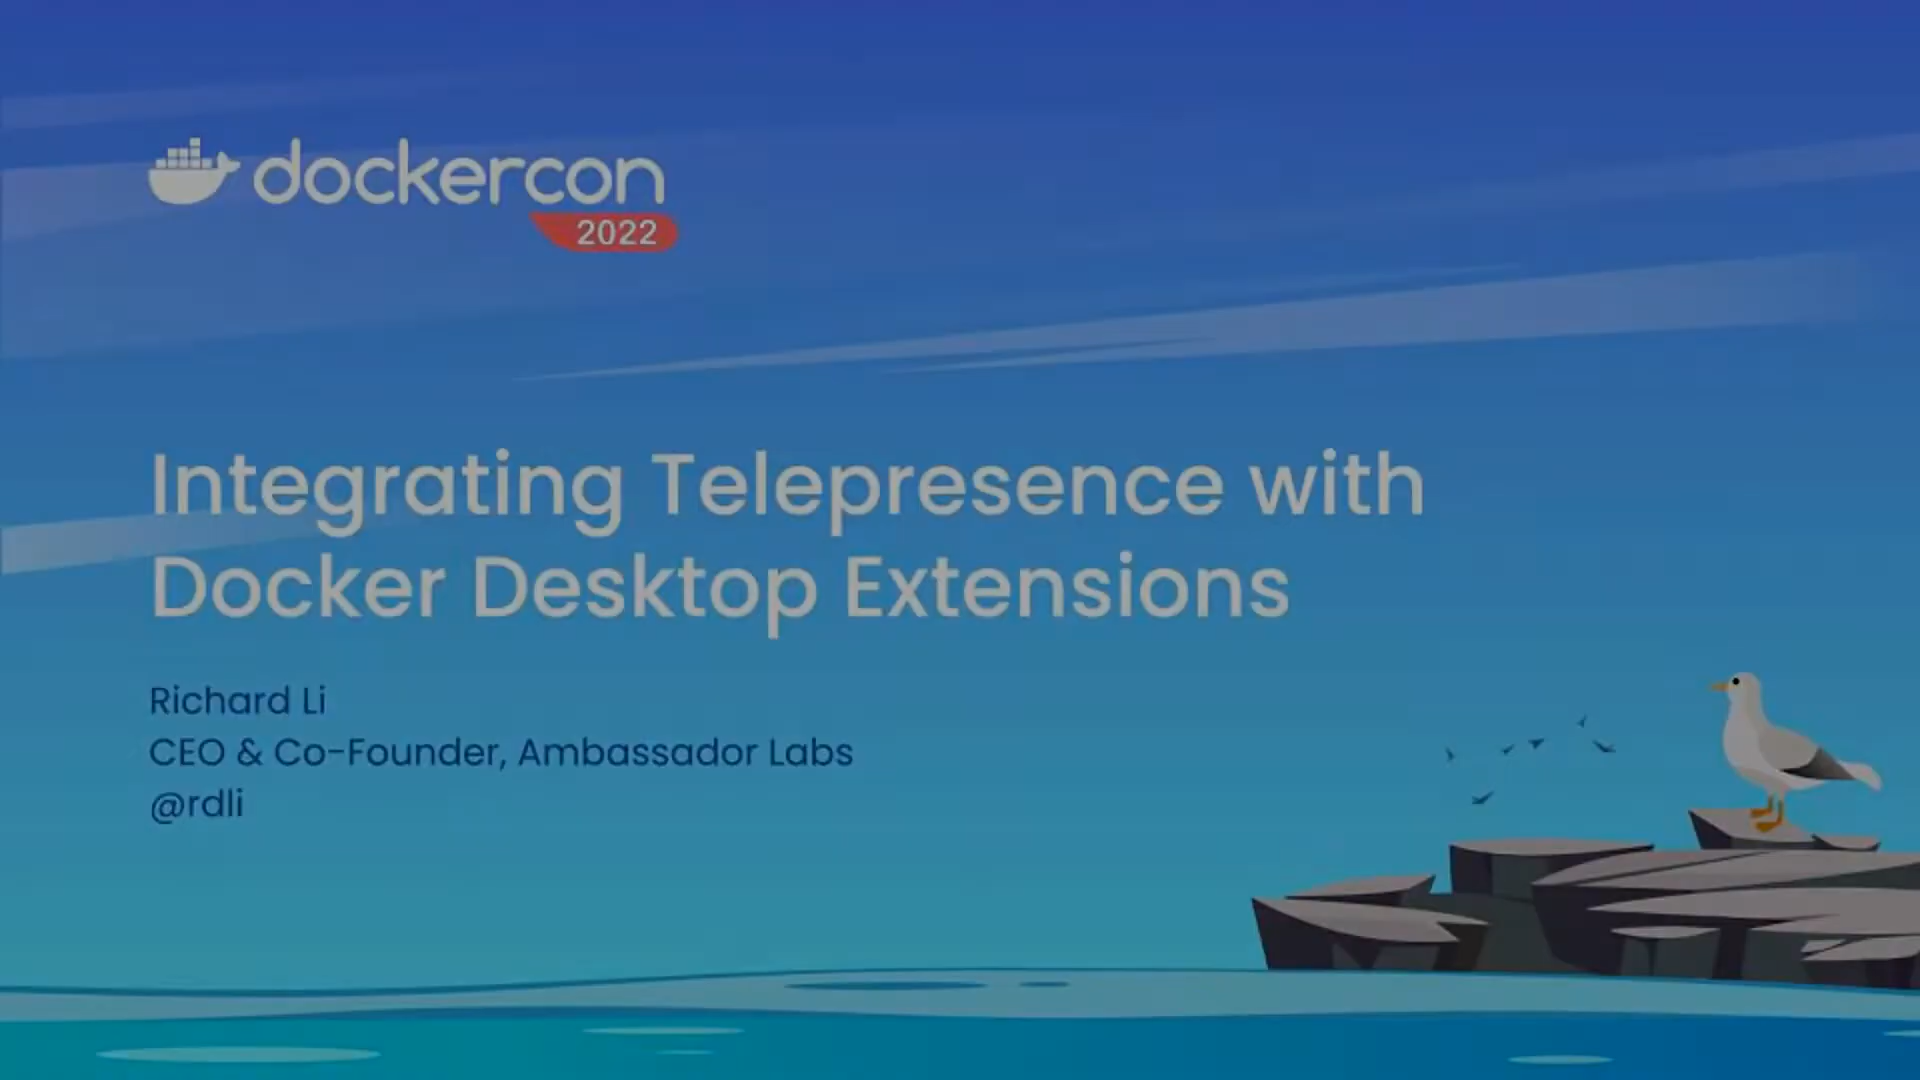 dockercon
2022
Integrating Telepresence with
Docker Desktop Extensions
Richard Li
CEO & Co-Founder, Ambassador Labs
@rdli